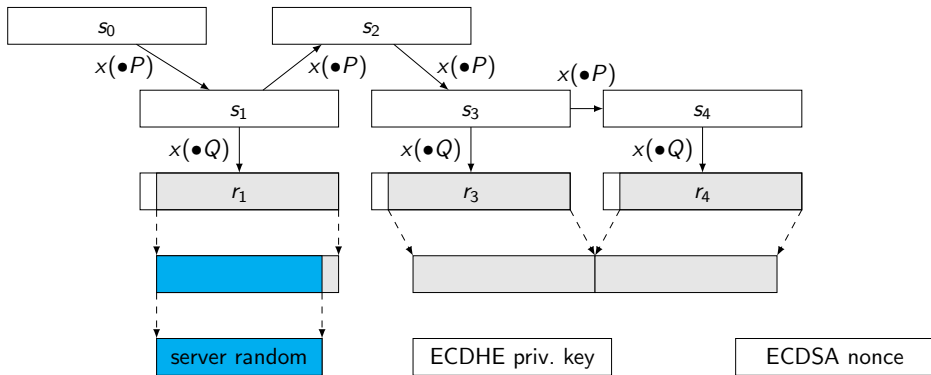 s₀
s₂
x(•P)
x(•P)
x(•P)
x(•P)
s₁
s₃
s₄
x(•Q)
x(•Q)
x(•Q)
r₁
r₃
r₄
server random
ECDHE priv. key
ECDSA nonce